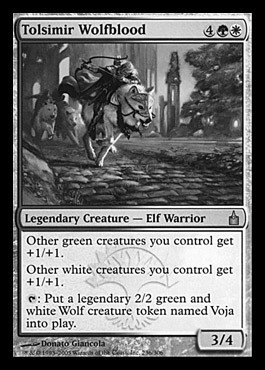 Tolsimir Wolfblood 4
Legendary Creature — Elf Warrior
Other green creatures you control get
+1/+1.
Other white creatures you control get
+1/+1.
: Put a legendary 2/2 green and
white Wolf creature token named Voja
into play.
Donato Giancola
3/4